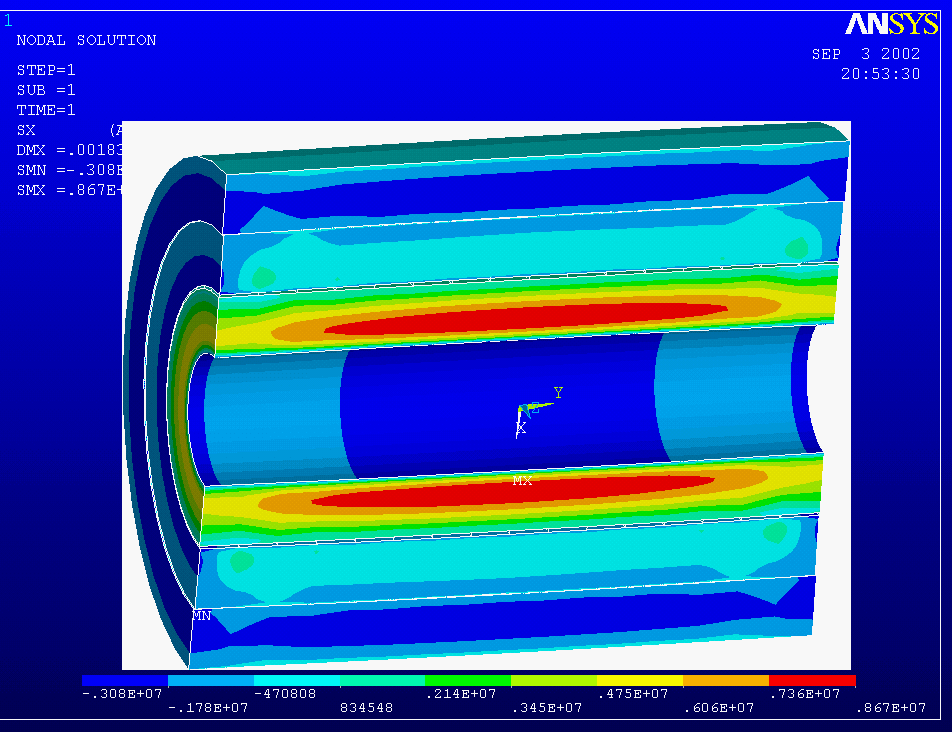 1
ANSYS
NODAL SOLUTION
SEP 3 2002
20:53:30
STEP=1
SUB =1
TIME=1
SX (A
DMX =.00183
SMN =-.308E
SMX =.867E+
Y
Z
X
MX
MN
-.308E+07 -470808 .214E+07 .475E+07 .736E+07
-.178E+07 834548 .345E+07 .606E+07 .867E+07